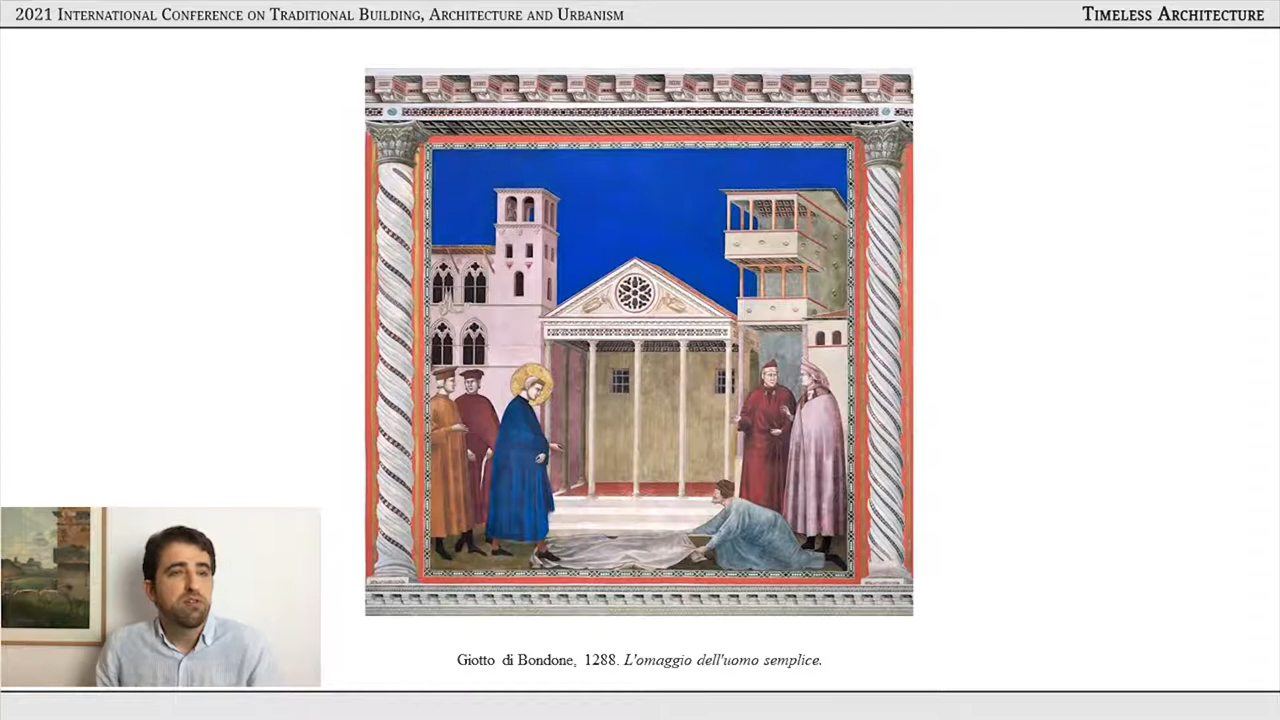 2021 International Conference on Traditional Building, Architecture and Urbanism
Timeless Architecture
Giotto di Bondone, 1288. L'omaggio dell'uomo semplice.